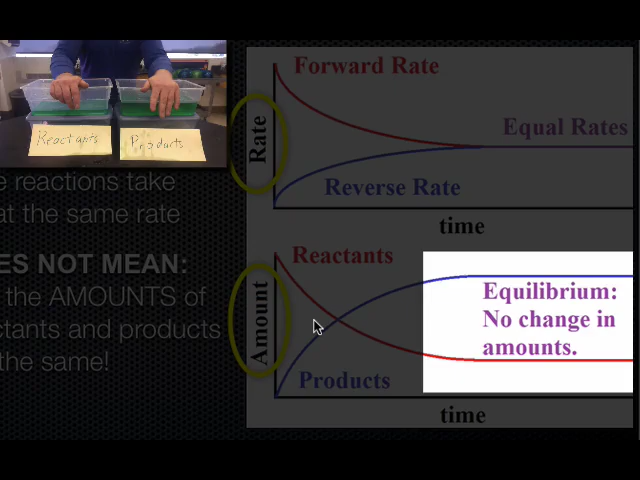 Reactants
Products
e reactions take
at the same rate
ES NOT MEAN:
the AMOUNTS of
ctants and products
the same!
Rate
Forward Rate
Equal Rates
Reverse Rate
time
Amount
Reactants
Equilibrium:
No change in
amounts.
Products
time